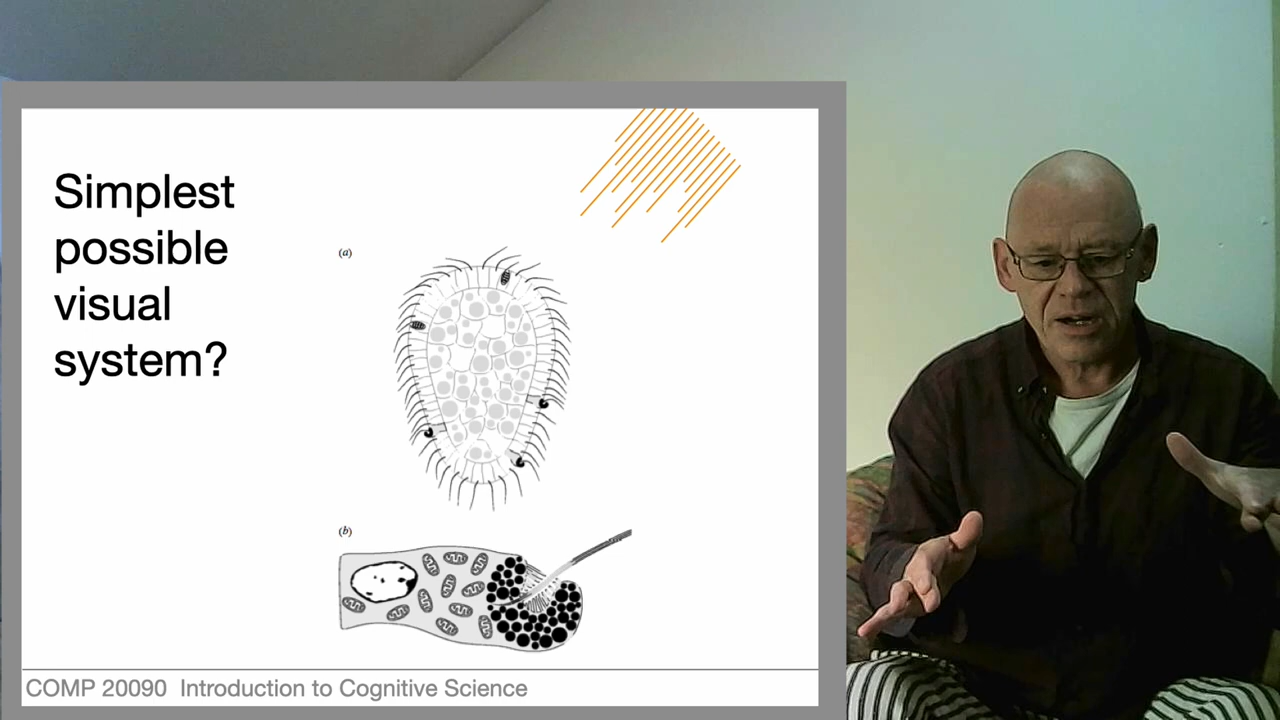 Simplest
possible
visual
system?
(a)
(b)
COMP 20090 Introduction to Cognitive Science